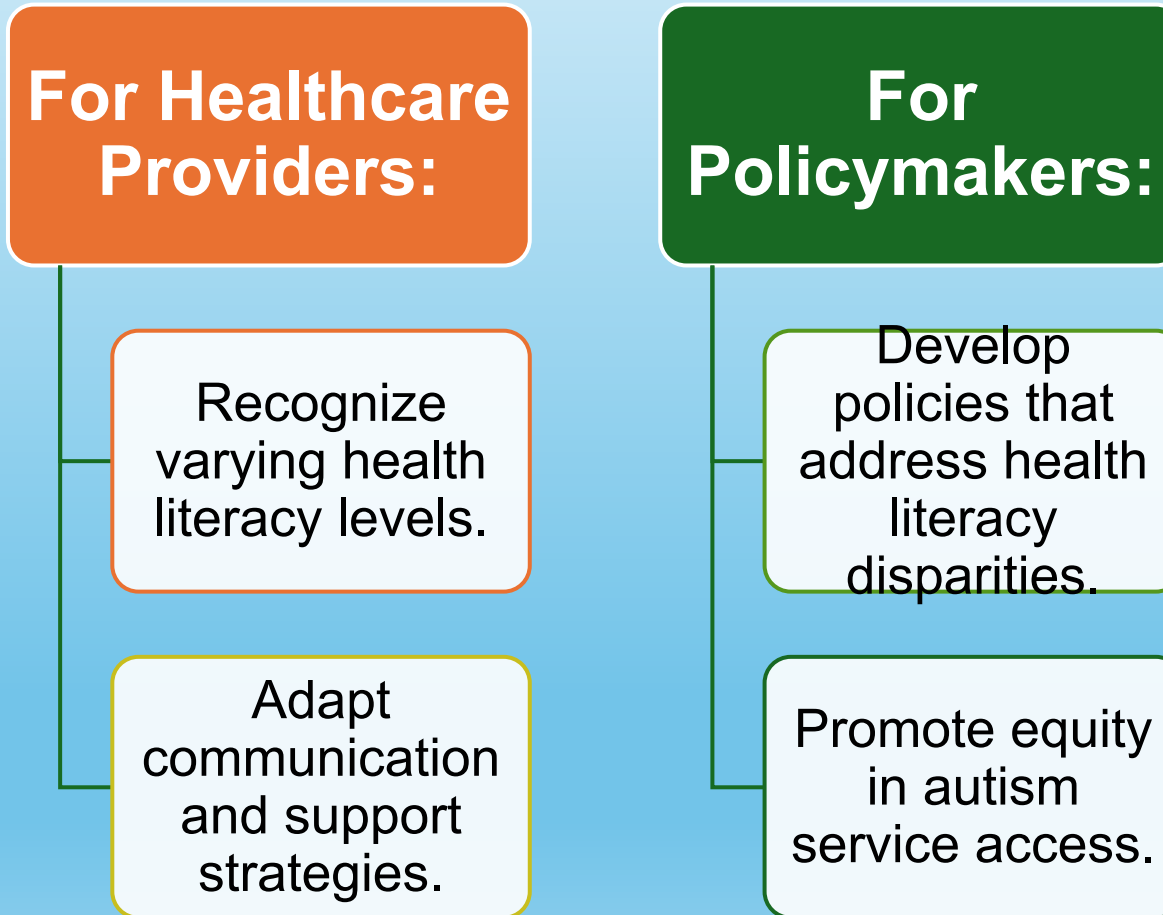 For Healthcare
Providers:
Recognize
varying health
literacy levels.
Adapt
communication
and support
strategies.
For
Policymakers:
Develop
policies that
address health
literacy
disparities.
Promote equity
in autism
service access.